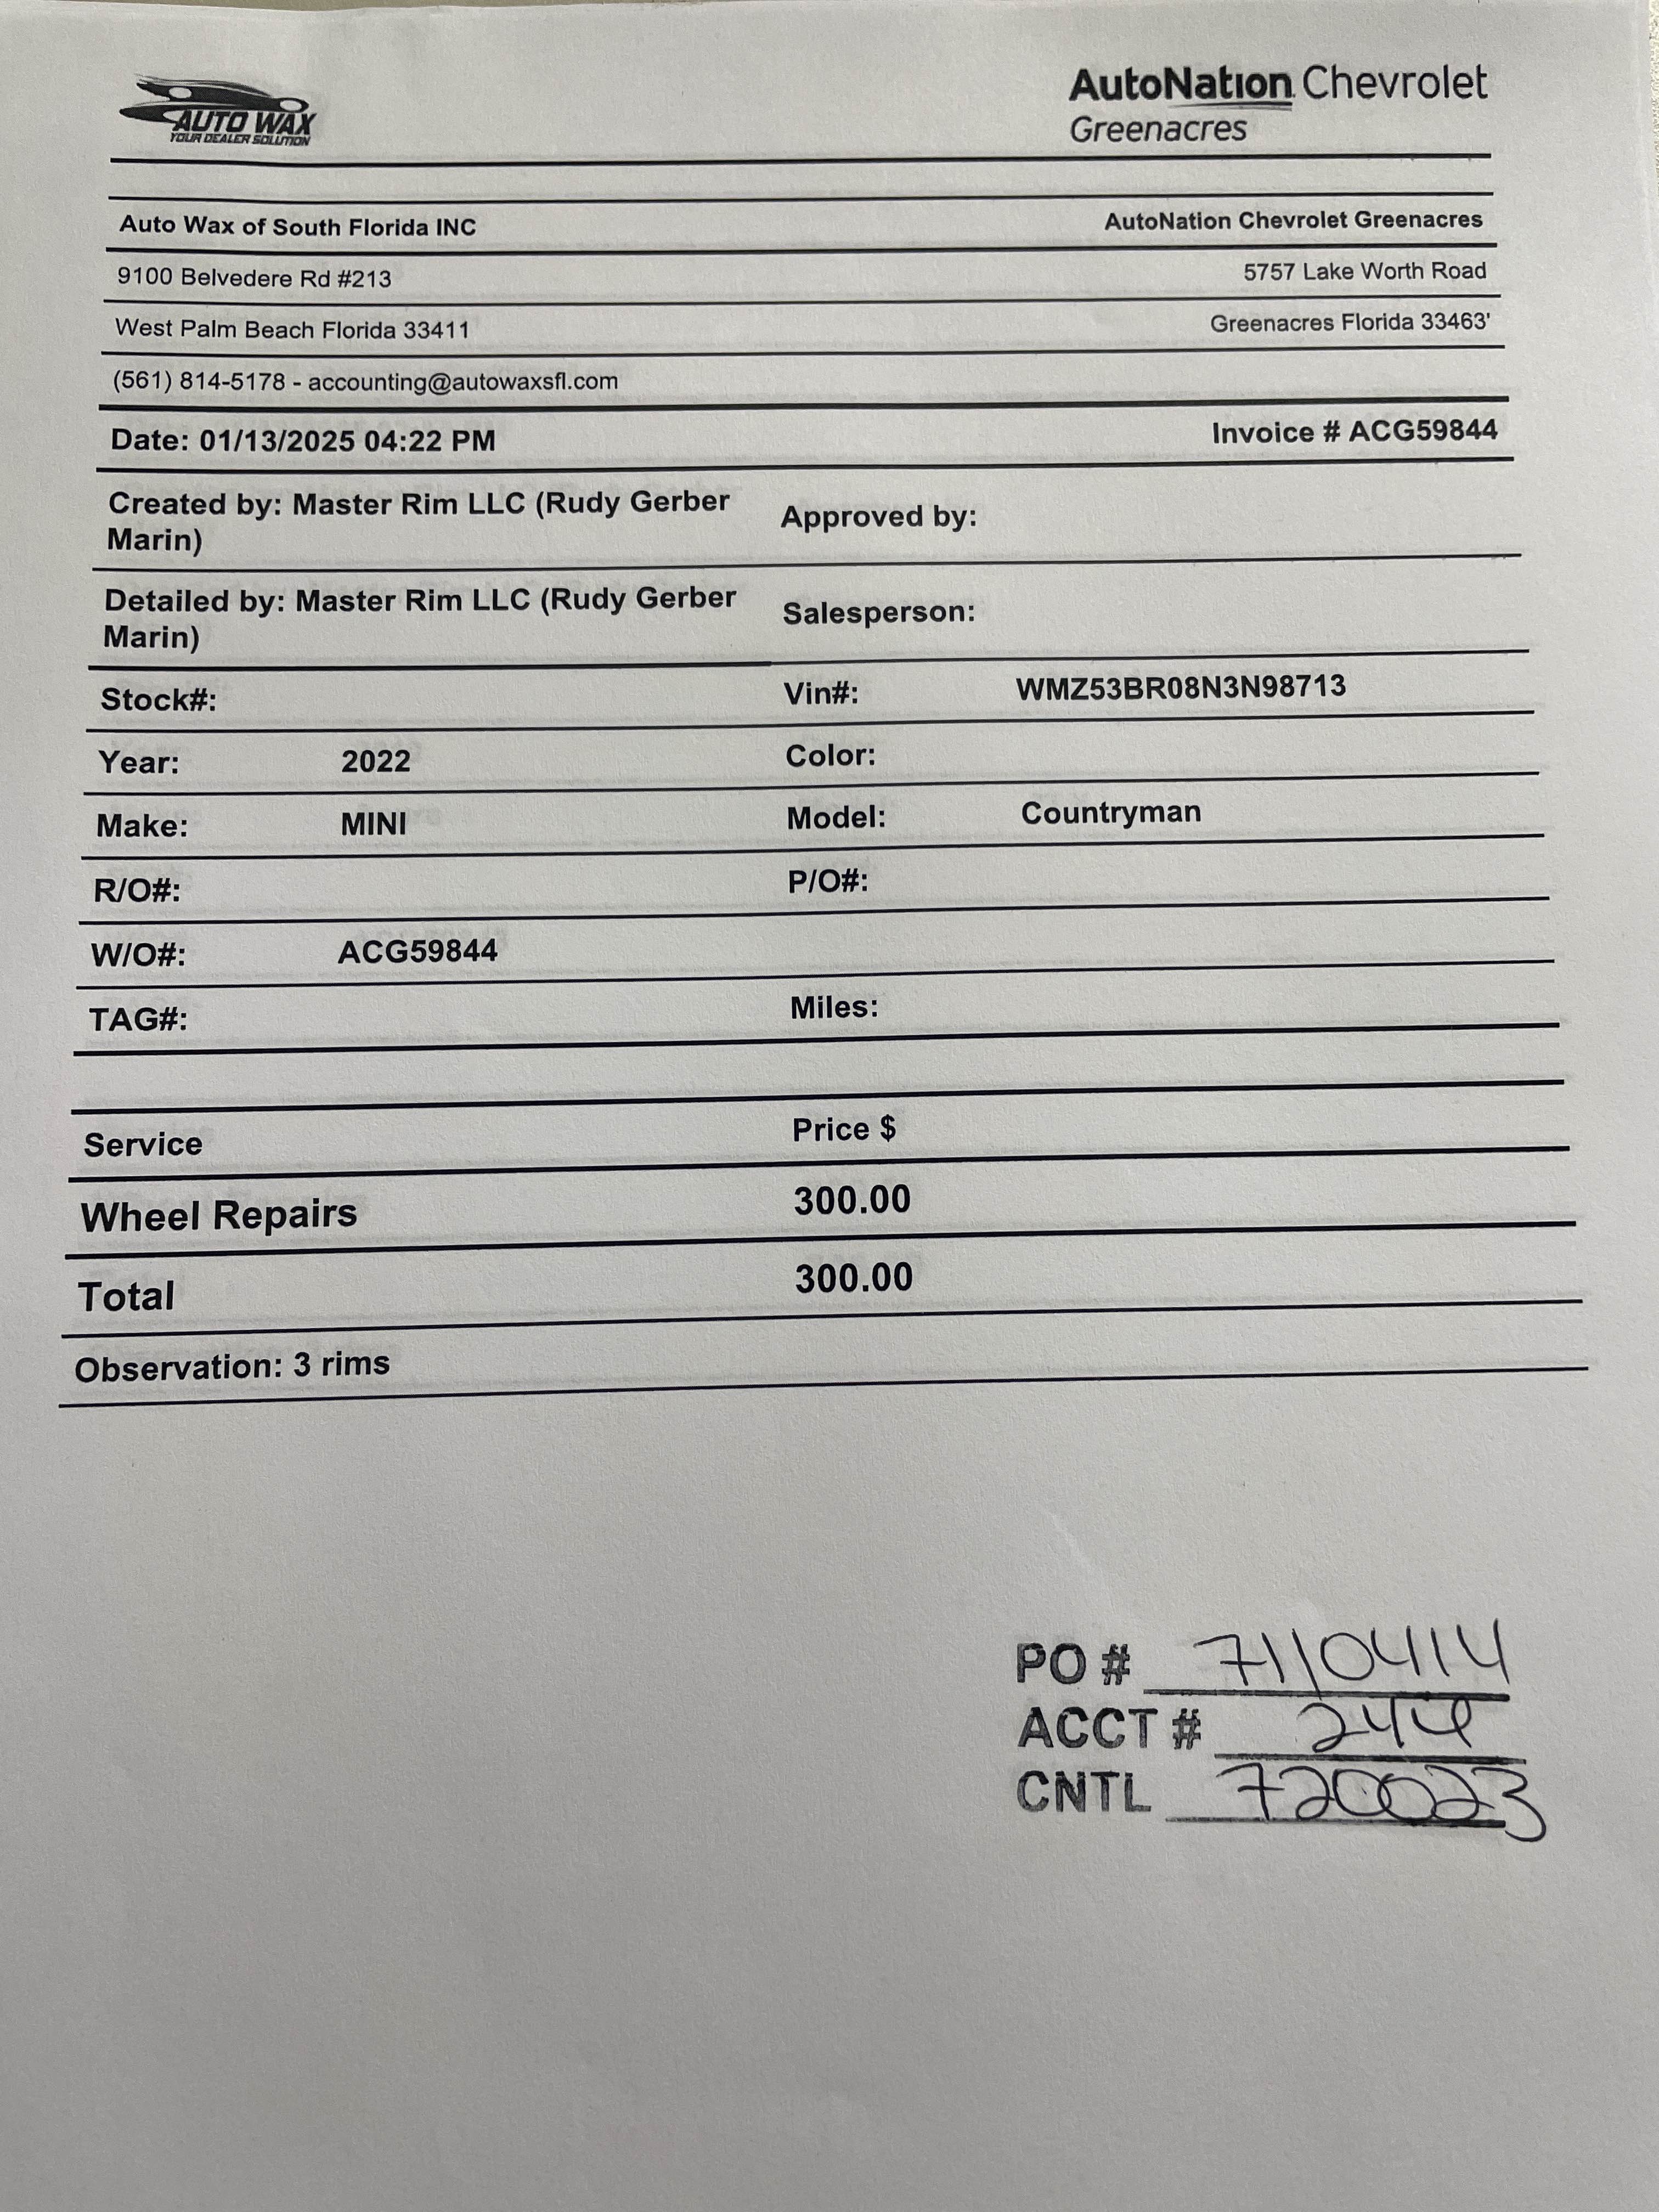 AUTO WAX
YOUR DEALER SOLUTION
AutoNation Chevrolet
Greenacres
Auto Wax of South Florida INC
AutoNation Chevrolet Greenacres
9100 Belvedere Rd #213
5757 Lake Worth Road
West Palm Beach Florida 33411
Greenacres Florida 33463'
(561) 814-5178 - accounting@autowaxsfl.com
Date: 01/13/2025 04:22 PM
Invoice # ACG59844
Created by: Master Rim LLC (Rudy Gerber
Marin)
Approved by:
Detailed by: Master Rim LLC (Rudy Gerber
Marin)
Salesperson:
Stock#:
Vin#: WMZ53BR08N3N98713
Year: 2022
Color:
Make: MINI
Model: Countryman
R/O#:
P/O#:
W/O#: ACG59844
TAG#:
Miles:
Service Price $
Wheel Repairs 300.00
Total 300.00
Observation: 3 rims
PO # 7110414
ACCT # 244
CNTL 720023